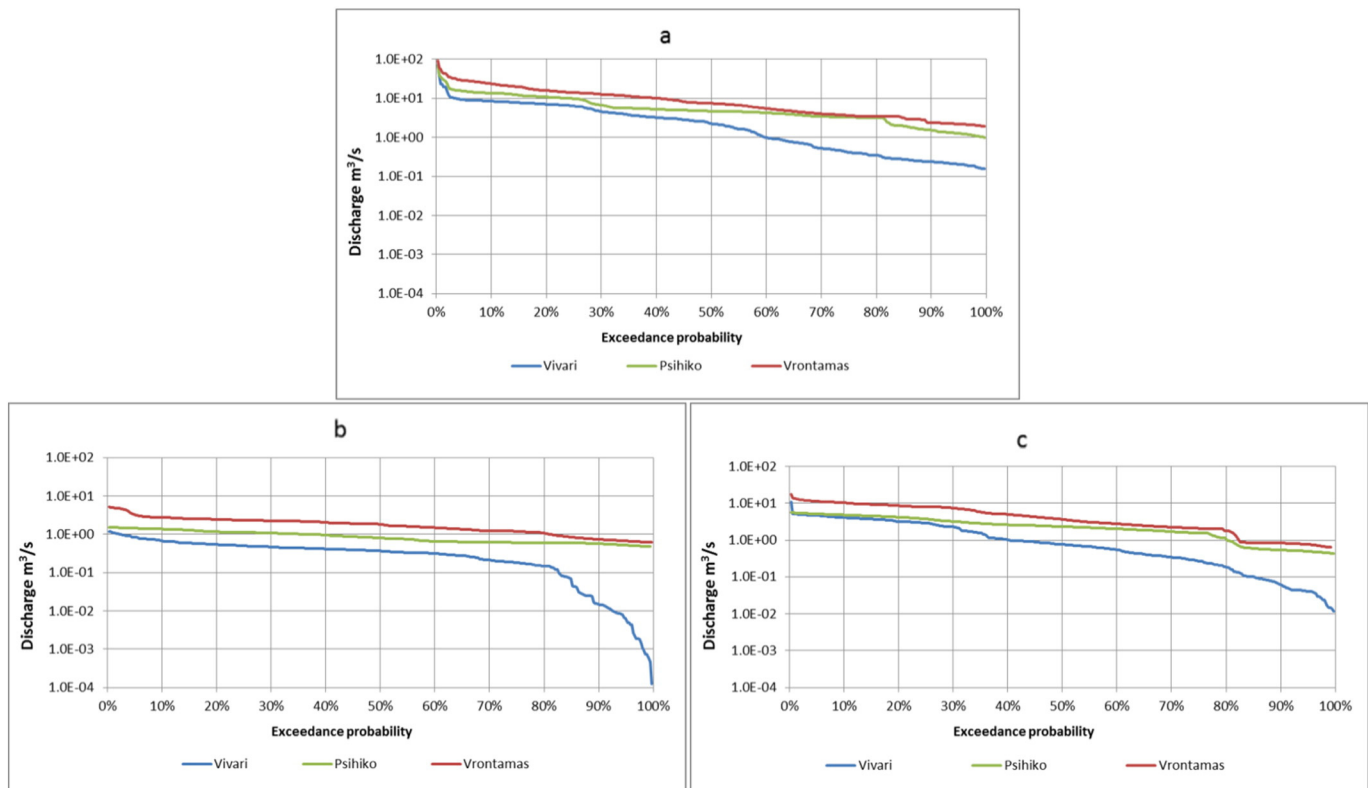 a
1.0E+02
1.0E+01
1.0E+00
1.0E-01
1.0E-02
1.0E-03
1.0E-04
Discharge m³/s
0% 10% 20% 30% 40% 50% 60% 70% 80% 90% 100%
Exceedance probability
Vivari Psihiko Vrontamas
b
1.0E+02
1.0E+01
1.0E+00
1.0E-01
1.0E-02
1.0E-03
1.0E-04
Discharge m³/s
0% 10% 20% 30% 40% 50% 60% 70% 80% 90% 100%
Exceedance probability
Vivari Psihiko Vrontamas
c
1.0E+02
1.0E+01
1.0E+00
1.0E-01
1.0E-02
1.0E-03
1.0E-04
Discharge m³/s
0% 10% 20% 30% 40% 50% 60% 70% 80% 90% 100%
Exceedance probability
Vivari Psihiko Vrontamas